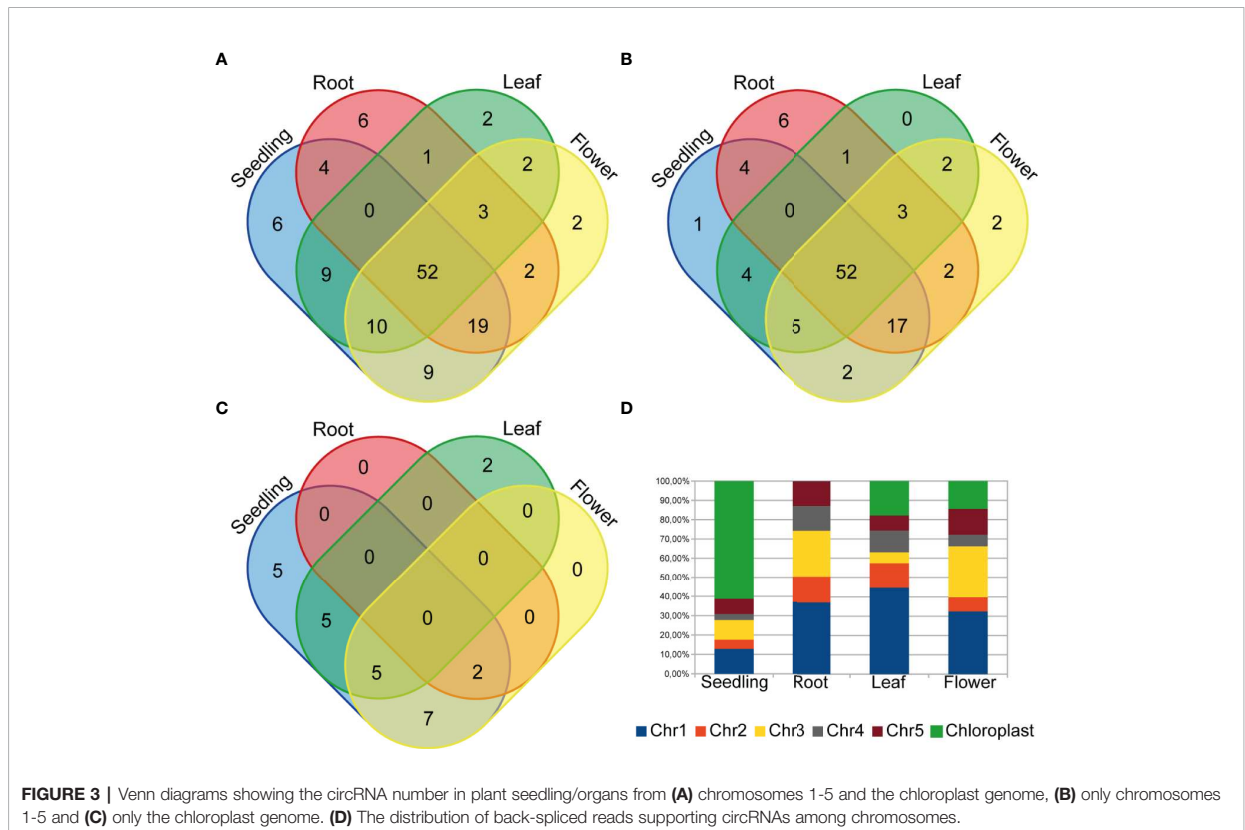 A
Root
Leaf
Seedling
Flower
6
2
4
1
2
6
0
3
2
9
52
2
10
19
9
B
Root
Leaf
Seedling
Flower
6
0
4
1
2
1
0
3
2
4
52
2
5
17
2
C
Root
Leaf
Seedling
Flower
0
2
0
0
0
5
0
0
0
5
0
0
5
2
7
D
100,00%
90,00%
80,00%
70,00%
60,00%
50,00%
40,00%
30,00%
20,00%
10,00%
0,00%
Seedling Root Leaf Flower
Chr1 Chr2 Chr3 Chr4 Chr5 Chloroplast
FIGURE 3 | Venn diagrams showing the circRNA number in plant seedling/organs from (A) chromosomes 1-5 and the chloroplast genome, (B) only chromosomes
1-5 and (C) only the chloroplast genome. (D) The distribution of back-spliced reads supporting circRNAs among chromosomes.